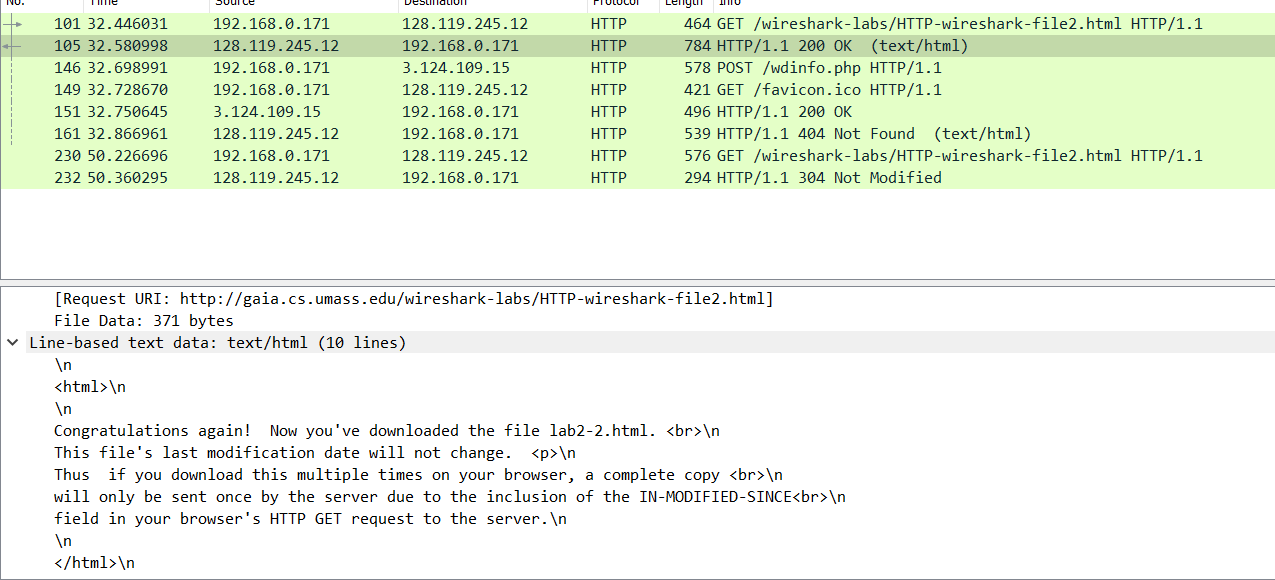 No. Time Source Destination Protocol Length Info
101 32.446031 192.168.0.171 128.119.245.12 HTTP 464 GET /wireshark-labs/HTTP-wireshark-file2.html HTTP/1.1
105 32.580998 128.119.245.12 192.168.0.171 HTTP 784 HTTP/1.1 200 OK  (text/html)
146 32.698991 192.168.0.171 3.124.109.15 HTTP 578 POST /wdinfo.php HTTP/1.1
149 32.728670 192.168.0.171 128.119.245.12 HTTP 421 GET /favicon.ico HTTP/1.1
151 32.750645 3.124.109.15 192.168.0.171 HTTP 496 HTTP/1.1 200 OK
161 32.866961 128.119.245.12 192.168.0.171 HTTP 539 HTTP/1.1 404 Not Found  (text/html)
230 50.226696 192.168.0.171 128.119.245.12 HTTP 576 GET /wireshark-labs/HTTP-wireshark-file2.html HTTP/1.1
232 50.360295 128.119.245.12 192.168.0.171 HTTP 294 HTTP/1.1 304 Not Modified
[Request URI: http://gaia.cs.umass.edu/wireshark-labs/HTTP-wireshark-file2.html]
File Data: 371 bytes
Line-based text data: text/html (10 lines)
\n
<html>\n
\n
Congratulations again!  Now you've downloaded the file lab2-2.html. <br>\n
This file's last modification date will not change.  <p>\n
Thus  if you download this multiple times on your browser, a complete copy <br>\n
will only be sent once by the server due to the inclusion of the IN-MODIFIED-SINCE<br>\n
field in your browser's HTTP GET request to the server.\n
\n
</html>\n